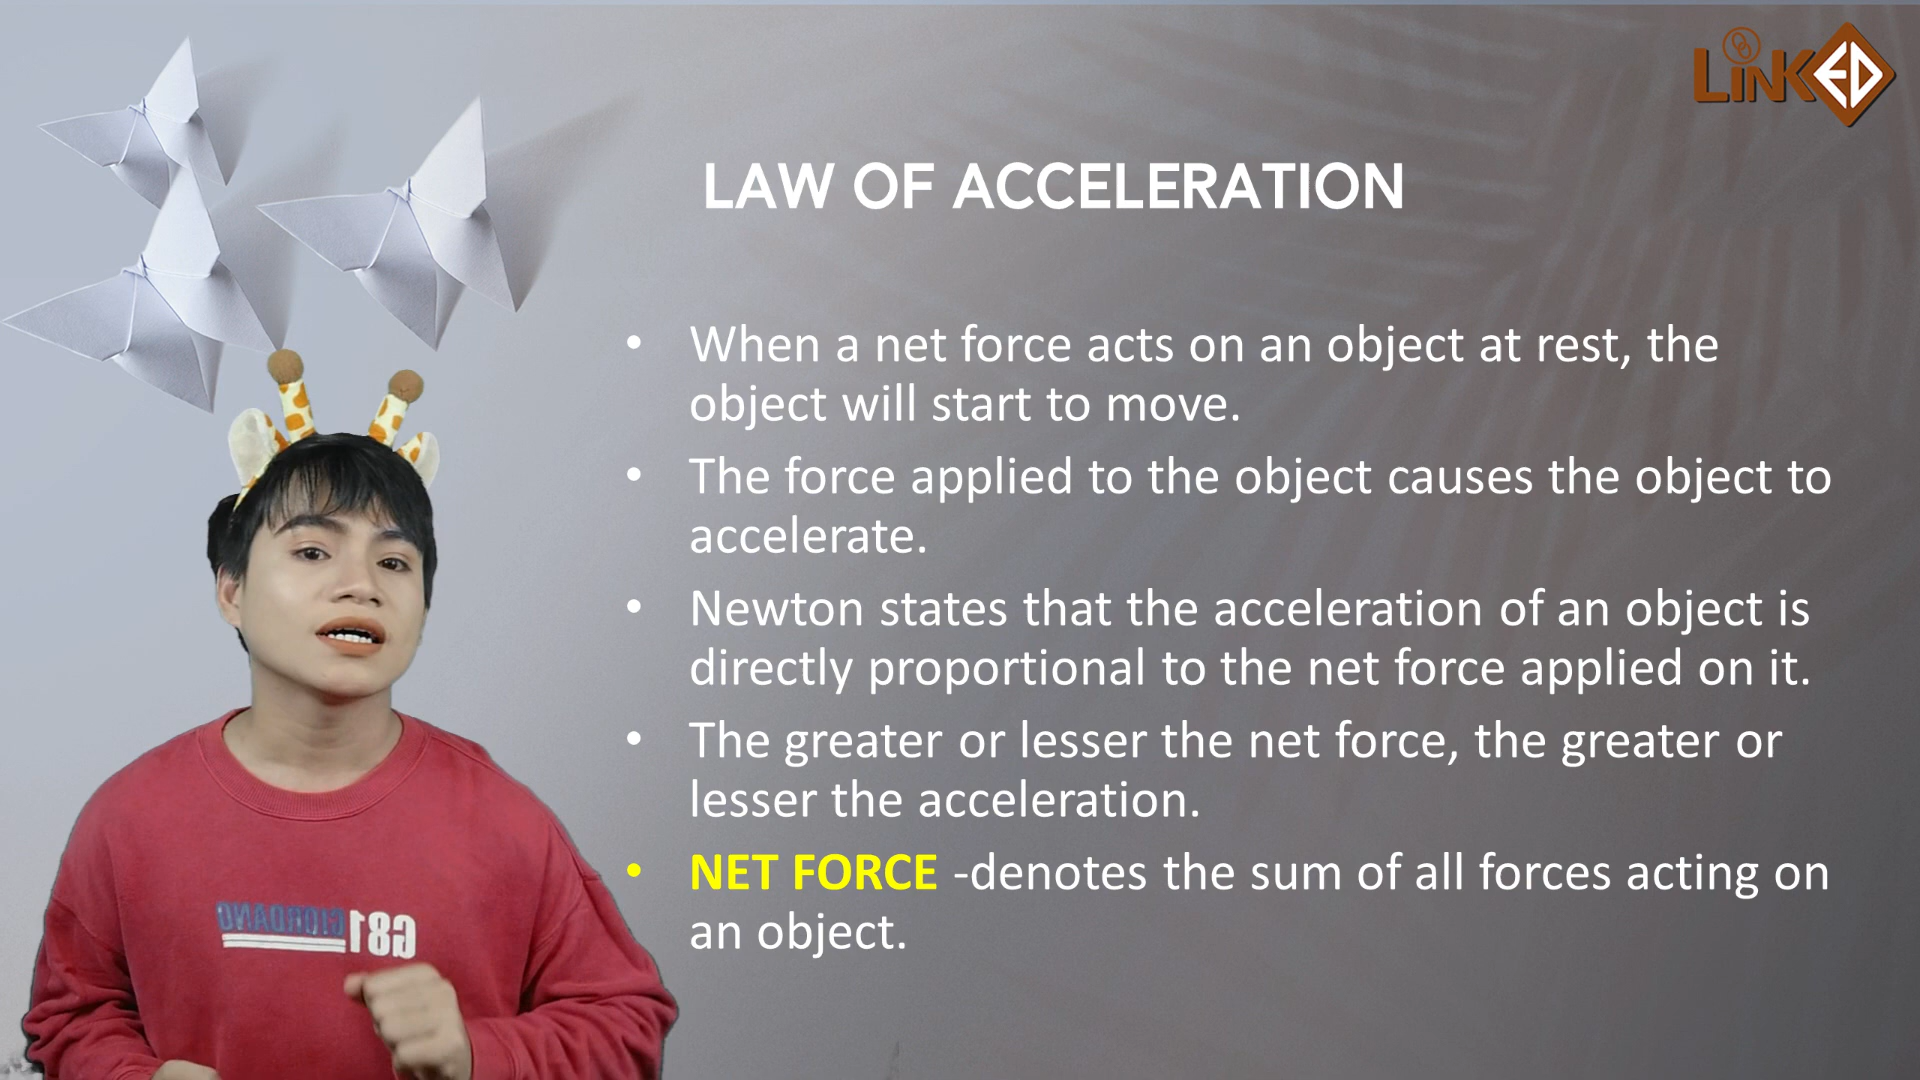 LinkED
LAW OF ACCELERATION
• When a net force acts on an object at rest, the
object will start to move.
• The force applied to the object causes the object to
accelerate.
• Newton states that the acceleration of an object is
directly proportional to the net force applied on it.
• The greater or lesser the net force, the greater or
lesser the acceleration.
• NET FORCE -denotes the sum of all forces acting on
an object.
GIORDANO G81